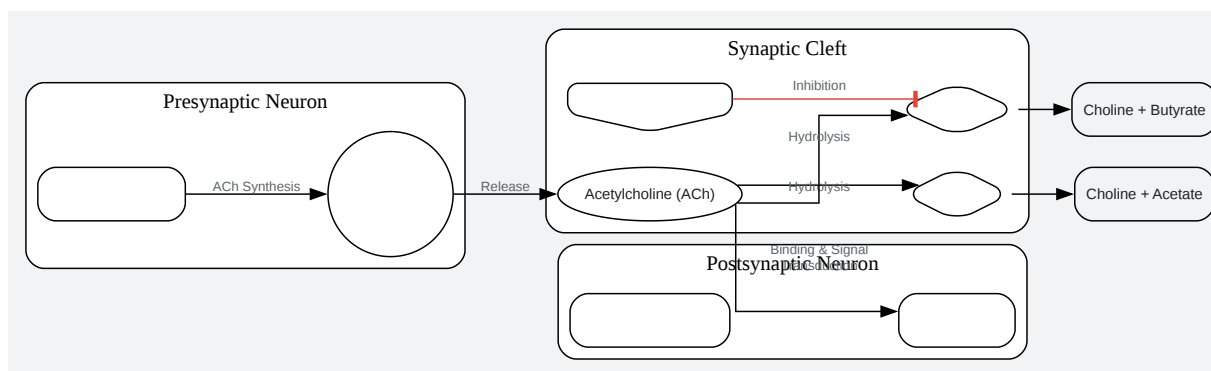 Synaptic Cleft
Presynaptic Neuron
Inhibition
Choline + Butyrate
Hydrolysis
ACh Synthesis
Release
Acetylcholine (ACh)
Hydrolysis
Choline + Acetate
Binding & Signal
Transduction
Postsynaptic Neuron